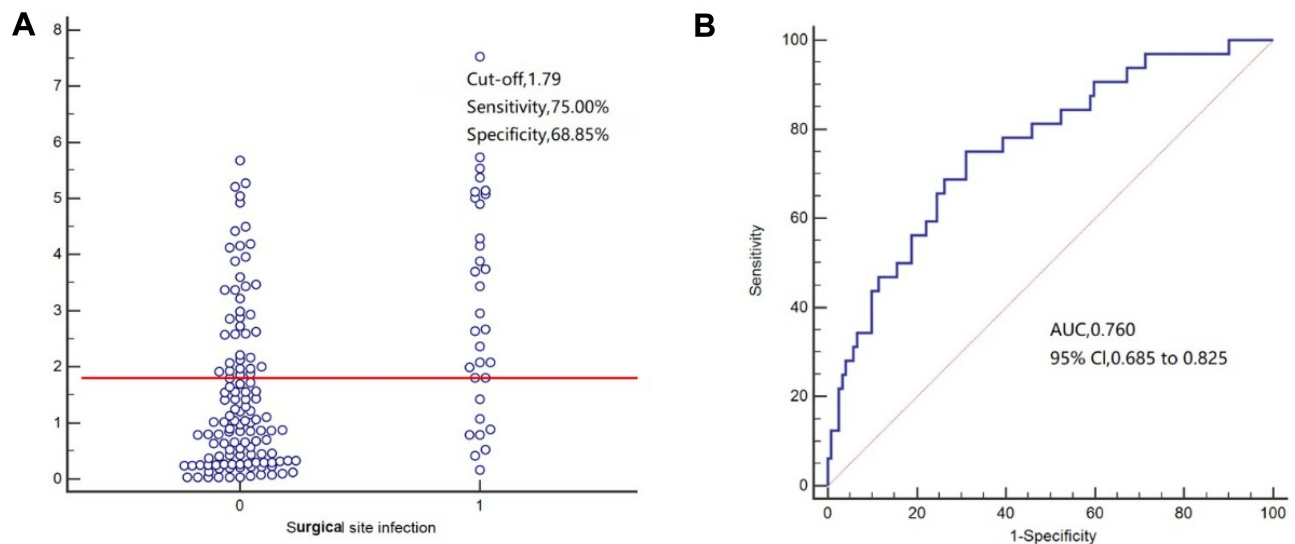 A
8
7
6
5
4
3
2
1
0
Cut-off,1.79
Sensitivity,75.00%
Specificity,68.85%
0 1
Surgical site infection
B
100
80
60
40
20
0
Sensitivity
AUC,0.760
95% Cl,0.685 to 0.825
0 20 40 60 80 100
1-Specificity